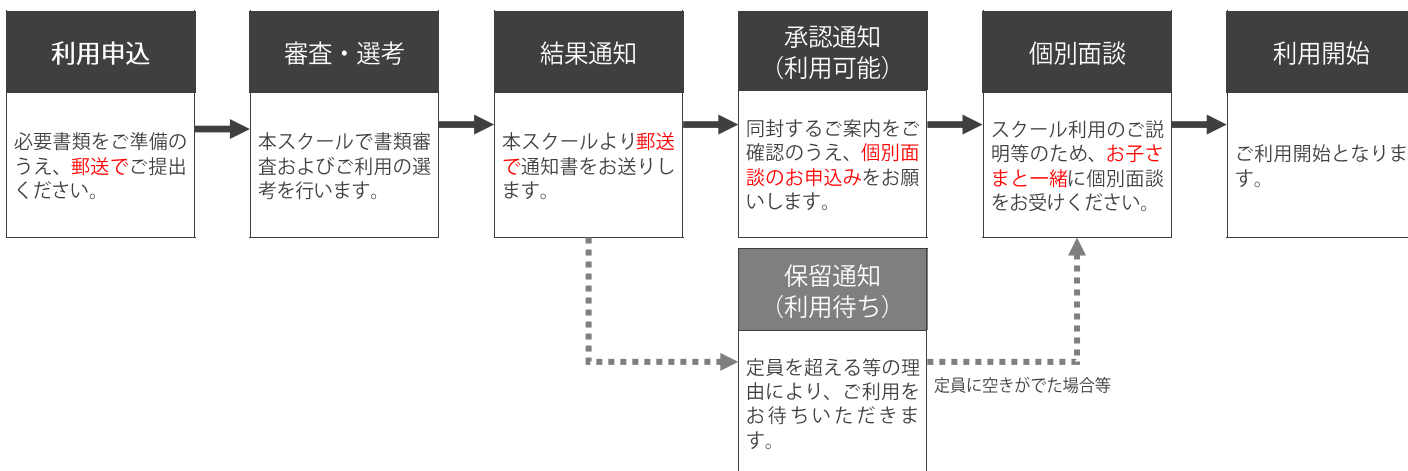 利用申込
必要書類をご準備の
うえ、郵送でご提出
ください。
審査・選考
本スクールで書類審
査およびご利用の選
考を行います。
結果通知
本スクールより郵送
で通知書をお送りし
ます。
承認通知
（利用可能）
同封するご案内をご
確認のうえ、個別面
談のお申込みをお願
いします。
個別面談
スクール利用のご説
明等のため、お子さ
まと一緒に個別面談
をお受けください。
利用開始
ご利用開始となりま
す。
保留通知
（利用待ち）
定員を超える等の理
由により、ご利用を
お待ちいただきま
す。
定員に空きがでた場合等